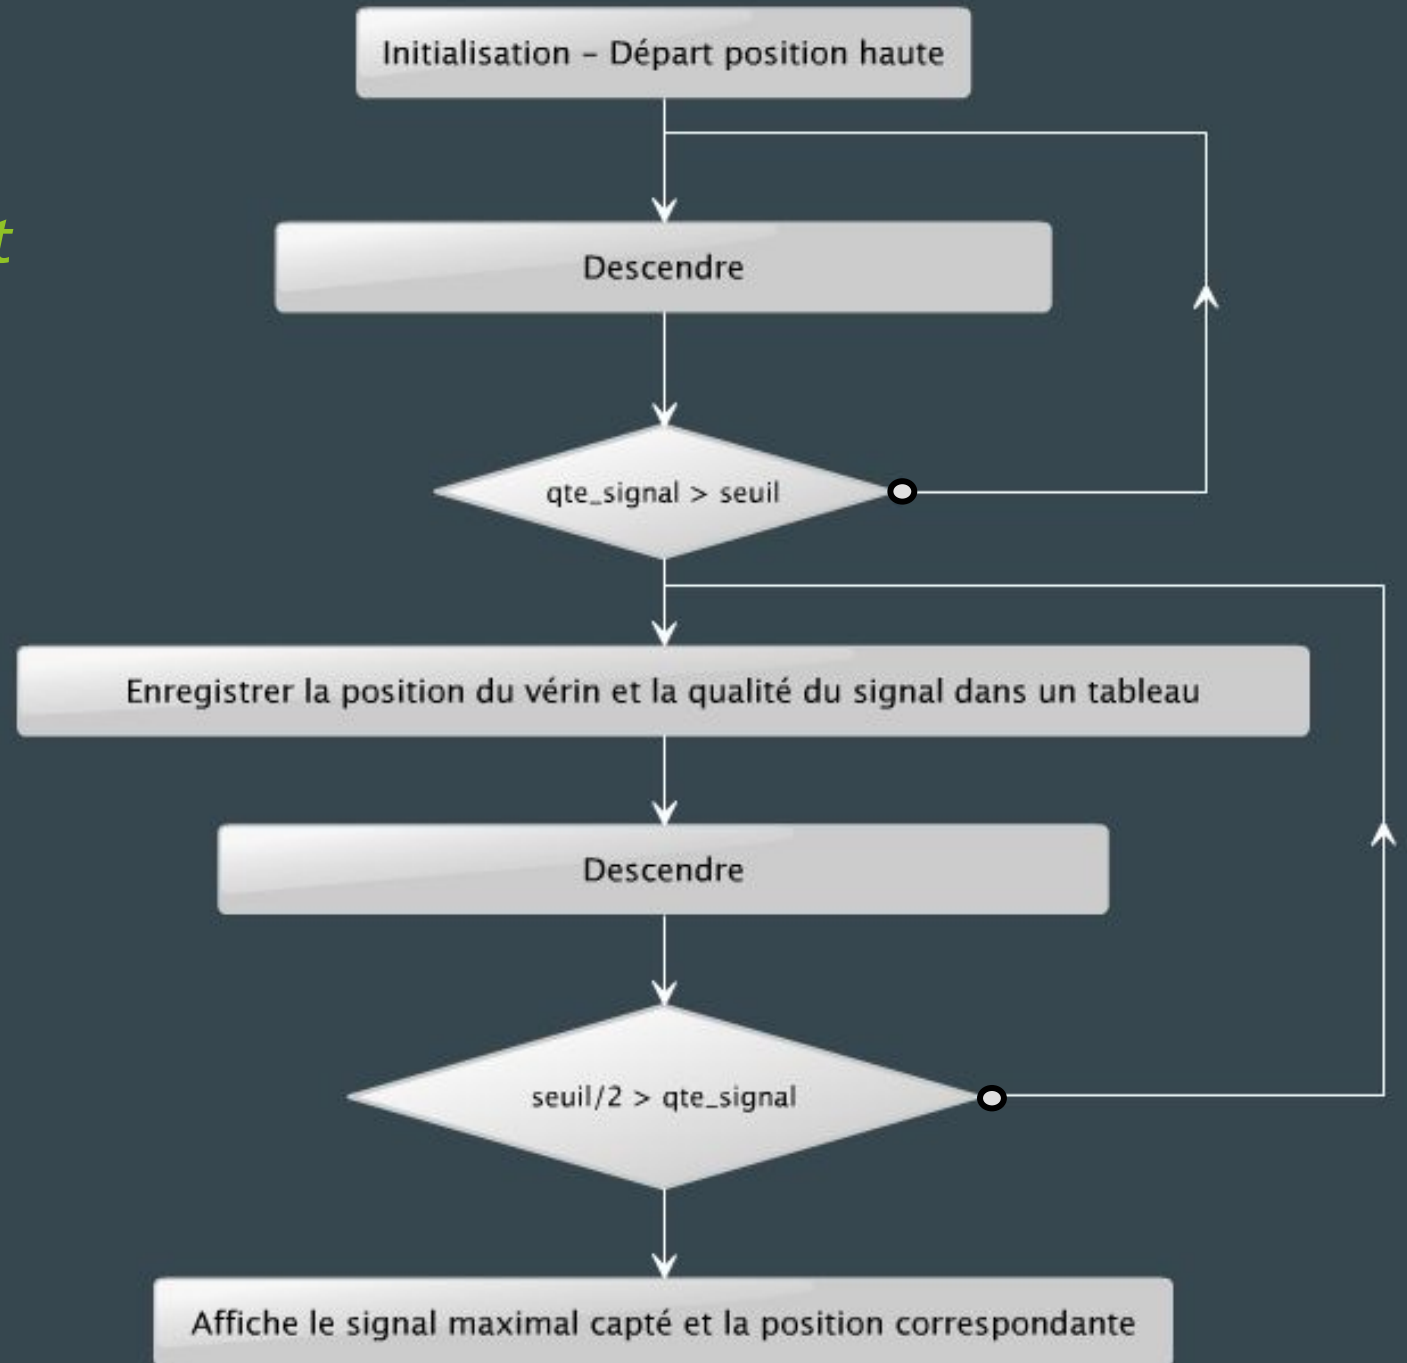 Initialisation – Départ position haute
t
Descendre
qte_signal > seuil
Enregistrer la position du vérin et la qualité du signal dans un tableau
Descendre
seuil/2 > qte_signal
Affiche le signal maximal capté et la position correspondante